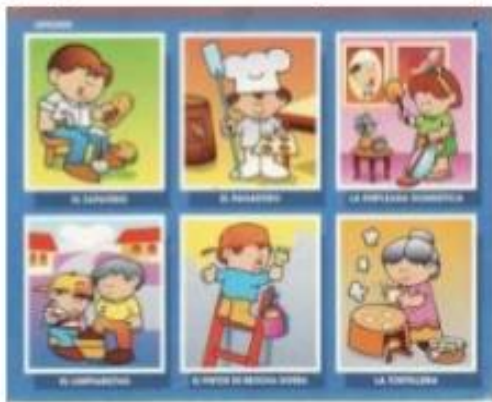 EL ZAPATERO
EL PANADERO
LA EMPLEADA DOMESTICA
EL LIMPIABOTAS
EL PINTOR DE BROCHA GORDA
LA TORTILLERA